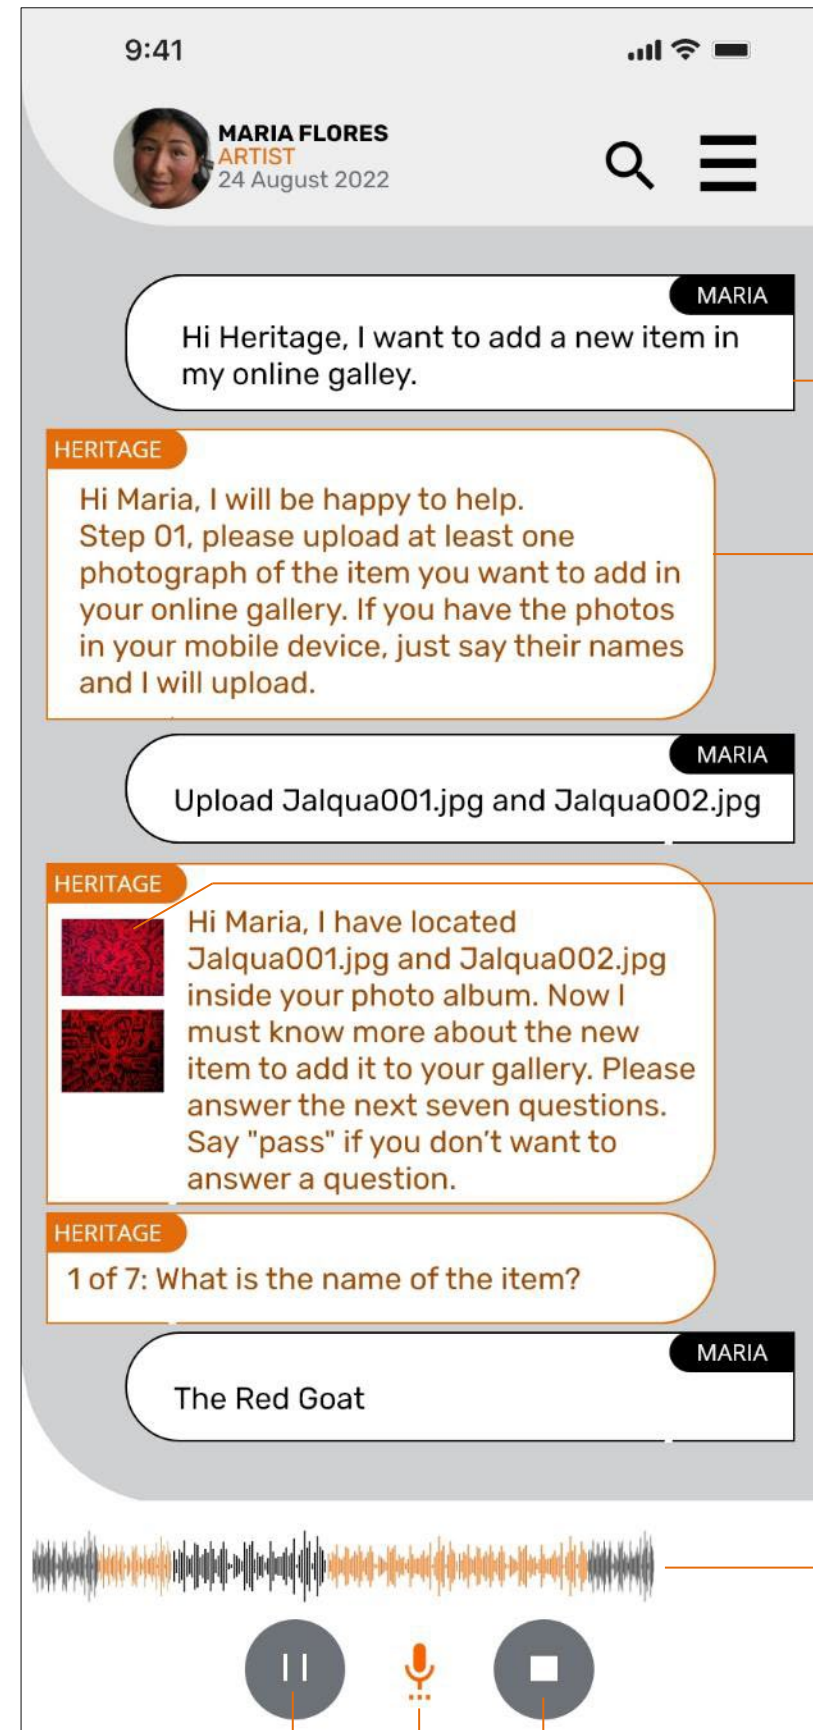 9:41
MARIA FLORES
ARTIST
24 August 2022
MARIA
Hi Heritage, I want to add a new item in
my online galley.
HERITAGE
Hi Maria, I will be happy to help.
Step 01, please upload at least one
photograph of the item you want to add in
your online gallery. If you have the photos
in your mobile device, just say their names
and I will upload.
MARIA
Upload Jalqua001.jpg and Jalqua002.jpg
HERITAGE
Hi Maria, I have located
Jalqua001.jpg and Jalqua002.jpg
inside your photo album. Now I
must know more about the new
item to add it to your gallery. Please
answer the next seven questions.
Say "pass" if you don’t want to
answer a question.
HERITAGE
1 of 7: What is the name of the item?
MARIA
The Red Goat